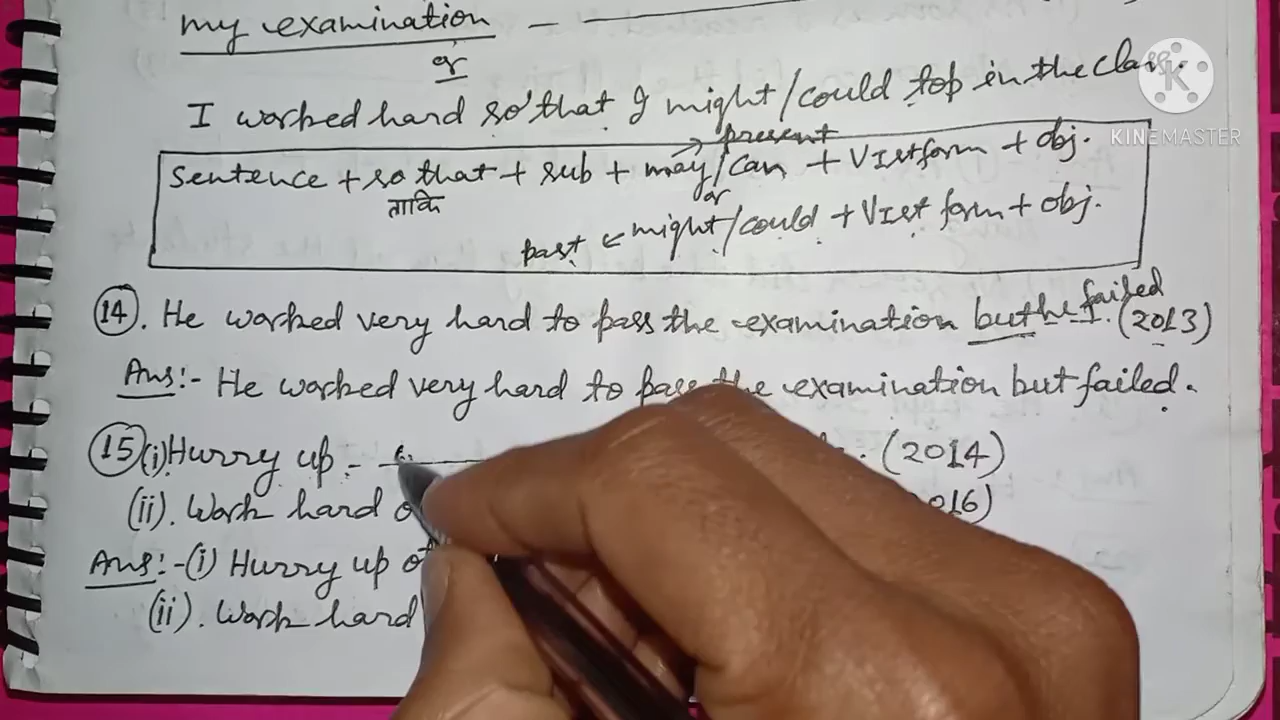 my examination —
or
I worked hard so that I might/could top in the class.
present
Sentence + so that + sub + may/can + VIst form + obj.
ताकि or
past ← might/could + VIst form + obj.
14. He worked very hard to pass the examination but he failed. (2013)
Ans:- He worked very hard to pass the examination but failed.
15 (i) Hurry up - (2014)
(ii). Work hard 2016)
Ans:- (i) Hurry up
(ii). Work hard
KINEMASTER